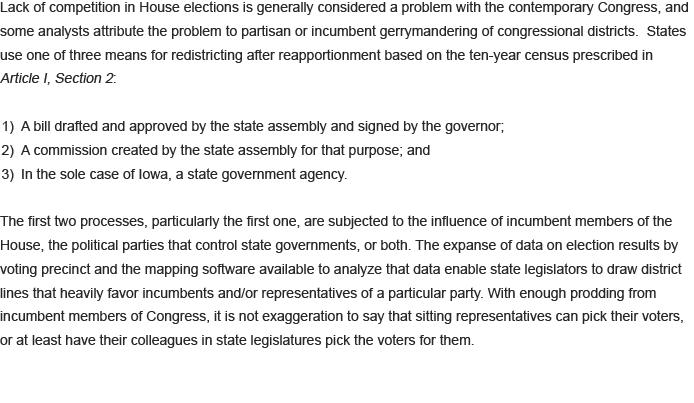 Lack of competition in House elections is generally considered a problem with the contemporary Congress, and
some analysts attribute the problem to partisan or incumbent gerrymandering of congressional districts.  States
use one of three means for redistricting after reapportionment based on the ten-year census prescribed in
Article I, Section 2:
1)  A bill drafted and approved by the state assembly and signed by the governor;
2)  A commission created by the state assembly for that purpose; and
3)  In the sole case of Iowa, a state government agency.
The first two processes, particularly the first one, are subjected to the influence of incumbent members of the
House, the political parties that control state governments, or both. The expanse of data on election results by
voting precinct and the mapping software available to analyze that data enable state legislators to draw district
lines that heavily favor incumbents and/or representatives of a particular party. With enough prodding from
incumbent members of Congress, it is not exaggeration to say that sitting representatives can pick their voters,
or at least have their colleagues in state legislatures pick the voters for them.